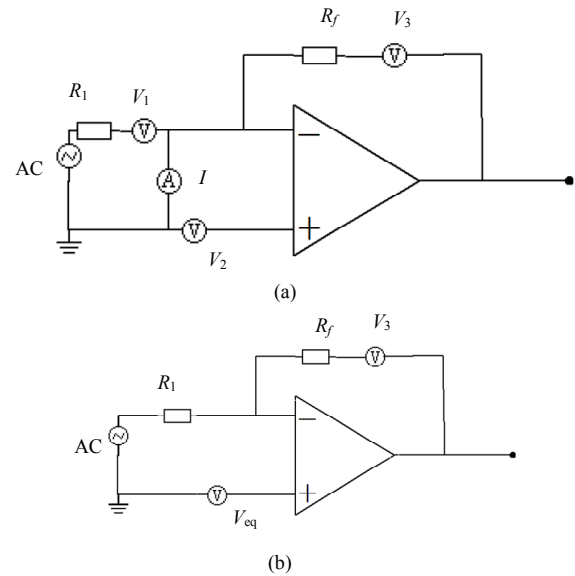 R_f V_3
R_1 V_1
V
V
AC
A I
V
V_2
− +
(a)
R_f V_3
V
R_1
AC
V
V_eq
− +
(b)